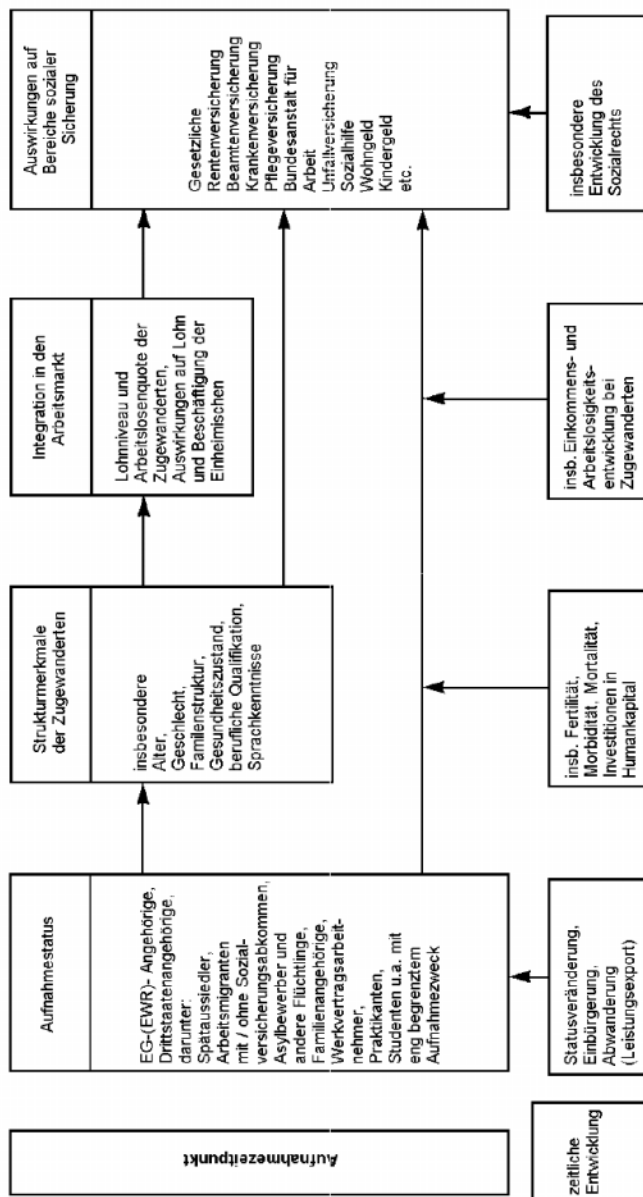 Aufnahmezeitpunkt
Aufnahmestatus
EG-(EWR)- Angehörige,
Drittstaatenangehörige,
darunter:
Spätaussiedler,
Arbeitsmigranten
mit / ohne Sozial-
versicherungsabkommen,
Asylbewerber und
andere Flüchtlinge,
Familienangehörige,
Werkvertragsarbeit-
nehmer,
Praktikanten,
Studenten u.a. mit
eng begrenztem
Aufnahmezweck
Strukturmerkmale
der Zugewanderten
insbesondere
Alter,
Geschlecht,
Familenstruktur,
Gesundheitszustand,
berufliche Qualifikation,
Sprachkenntnisse
Integration in den
Arbeitsmarkt
Lohnniveau und
Arbeitslosenquote der
Zugewanderten,
Auswirkungen auf Lohn
und Beschäftigung der
Einheimischen
Auswirkungen auf
Bereiche sozialer
Sicherung
Gesetzliche
Rentenversicherung
Beamtenversicherung
Krankenversicherung
Pflegeversicherung
Bundesanstalt für
Arbeit
Unfallversicherung
Sozialhilfe
Wohngeld
Kindergeld
etc.
zeitliche
Entwicklung
Statusveränderung,
Einbürgerung,
Abwanderung
(Leistungsexport)
insb. Fertilität,
Morbidität, Mortalität,
Investitionen in
Humankapital
insb. Einkommens- und
Arbeitslosigkeits-
entwicklung bei
Zugewanderten
insbesondere
Entwicklung des
Sozialrechts